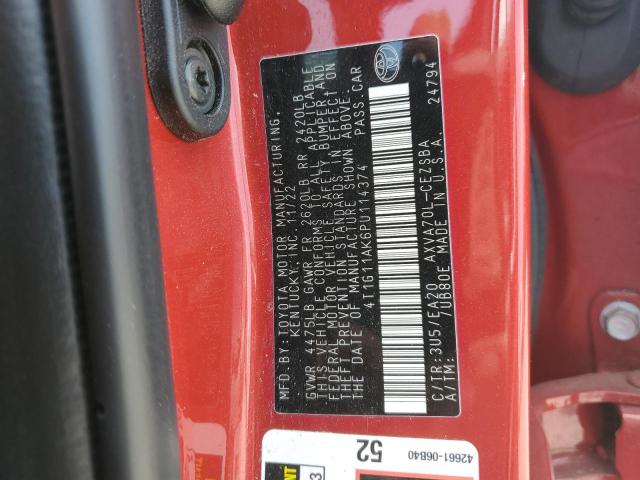 MFD.BY: TOYOTA MOTOR MANUFACTURING,
KENTUCKY,INC. 11/22
GVWR 4475LB GAWR FR 2620LB RR 2420LB
THIS VEHICLE CONFORMS TO ALL APPLICABLE
FEDERAL MOTOR VEHICLE SAFETY, BUMPER, AND
THEFT PREVENTION STANDARDS IN EFFECT ON
THE DATE OF MANUFACTURE SHOWN ABOVE.
4T1G11AK6PU114374 PASS.CAR
C/TR:3U5/EA20 AXVA70L-CEZSBA
A/TM: 70B80E MADE IN U.S.A. 24794
52
42661-06B40